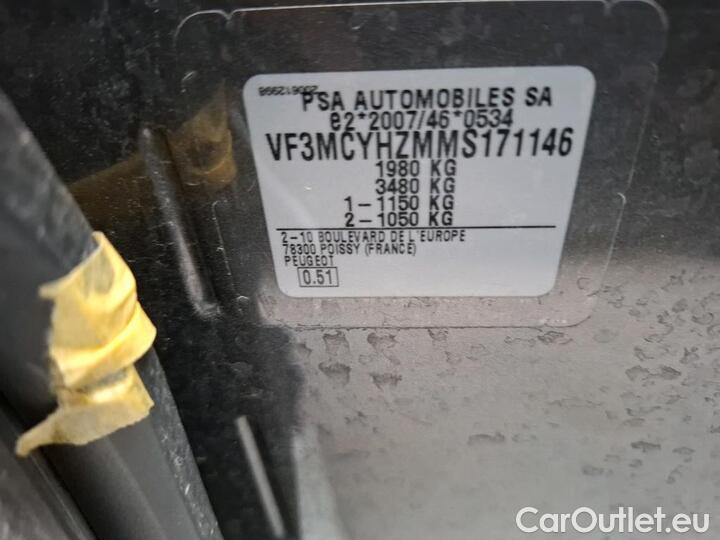 200612998
PSA AUTOMOBILES SA
e2*2007/46*0534
VF3MCYHZMMS171146
1980 KG
3480 KG
1-1150 KG
2-1050 KG
2-10 BOULEVARD DE L'EUROPE
78300 POISSY (FRANCE)
PEUGEOT
0.51
CarOutlet.eu